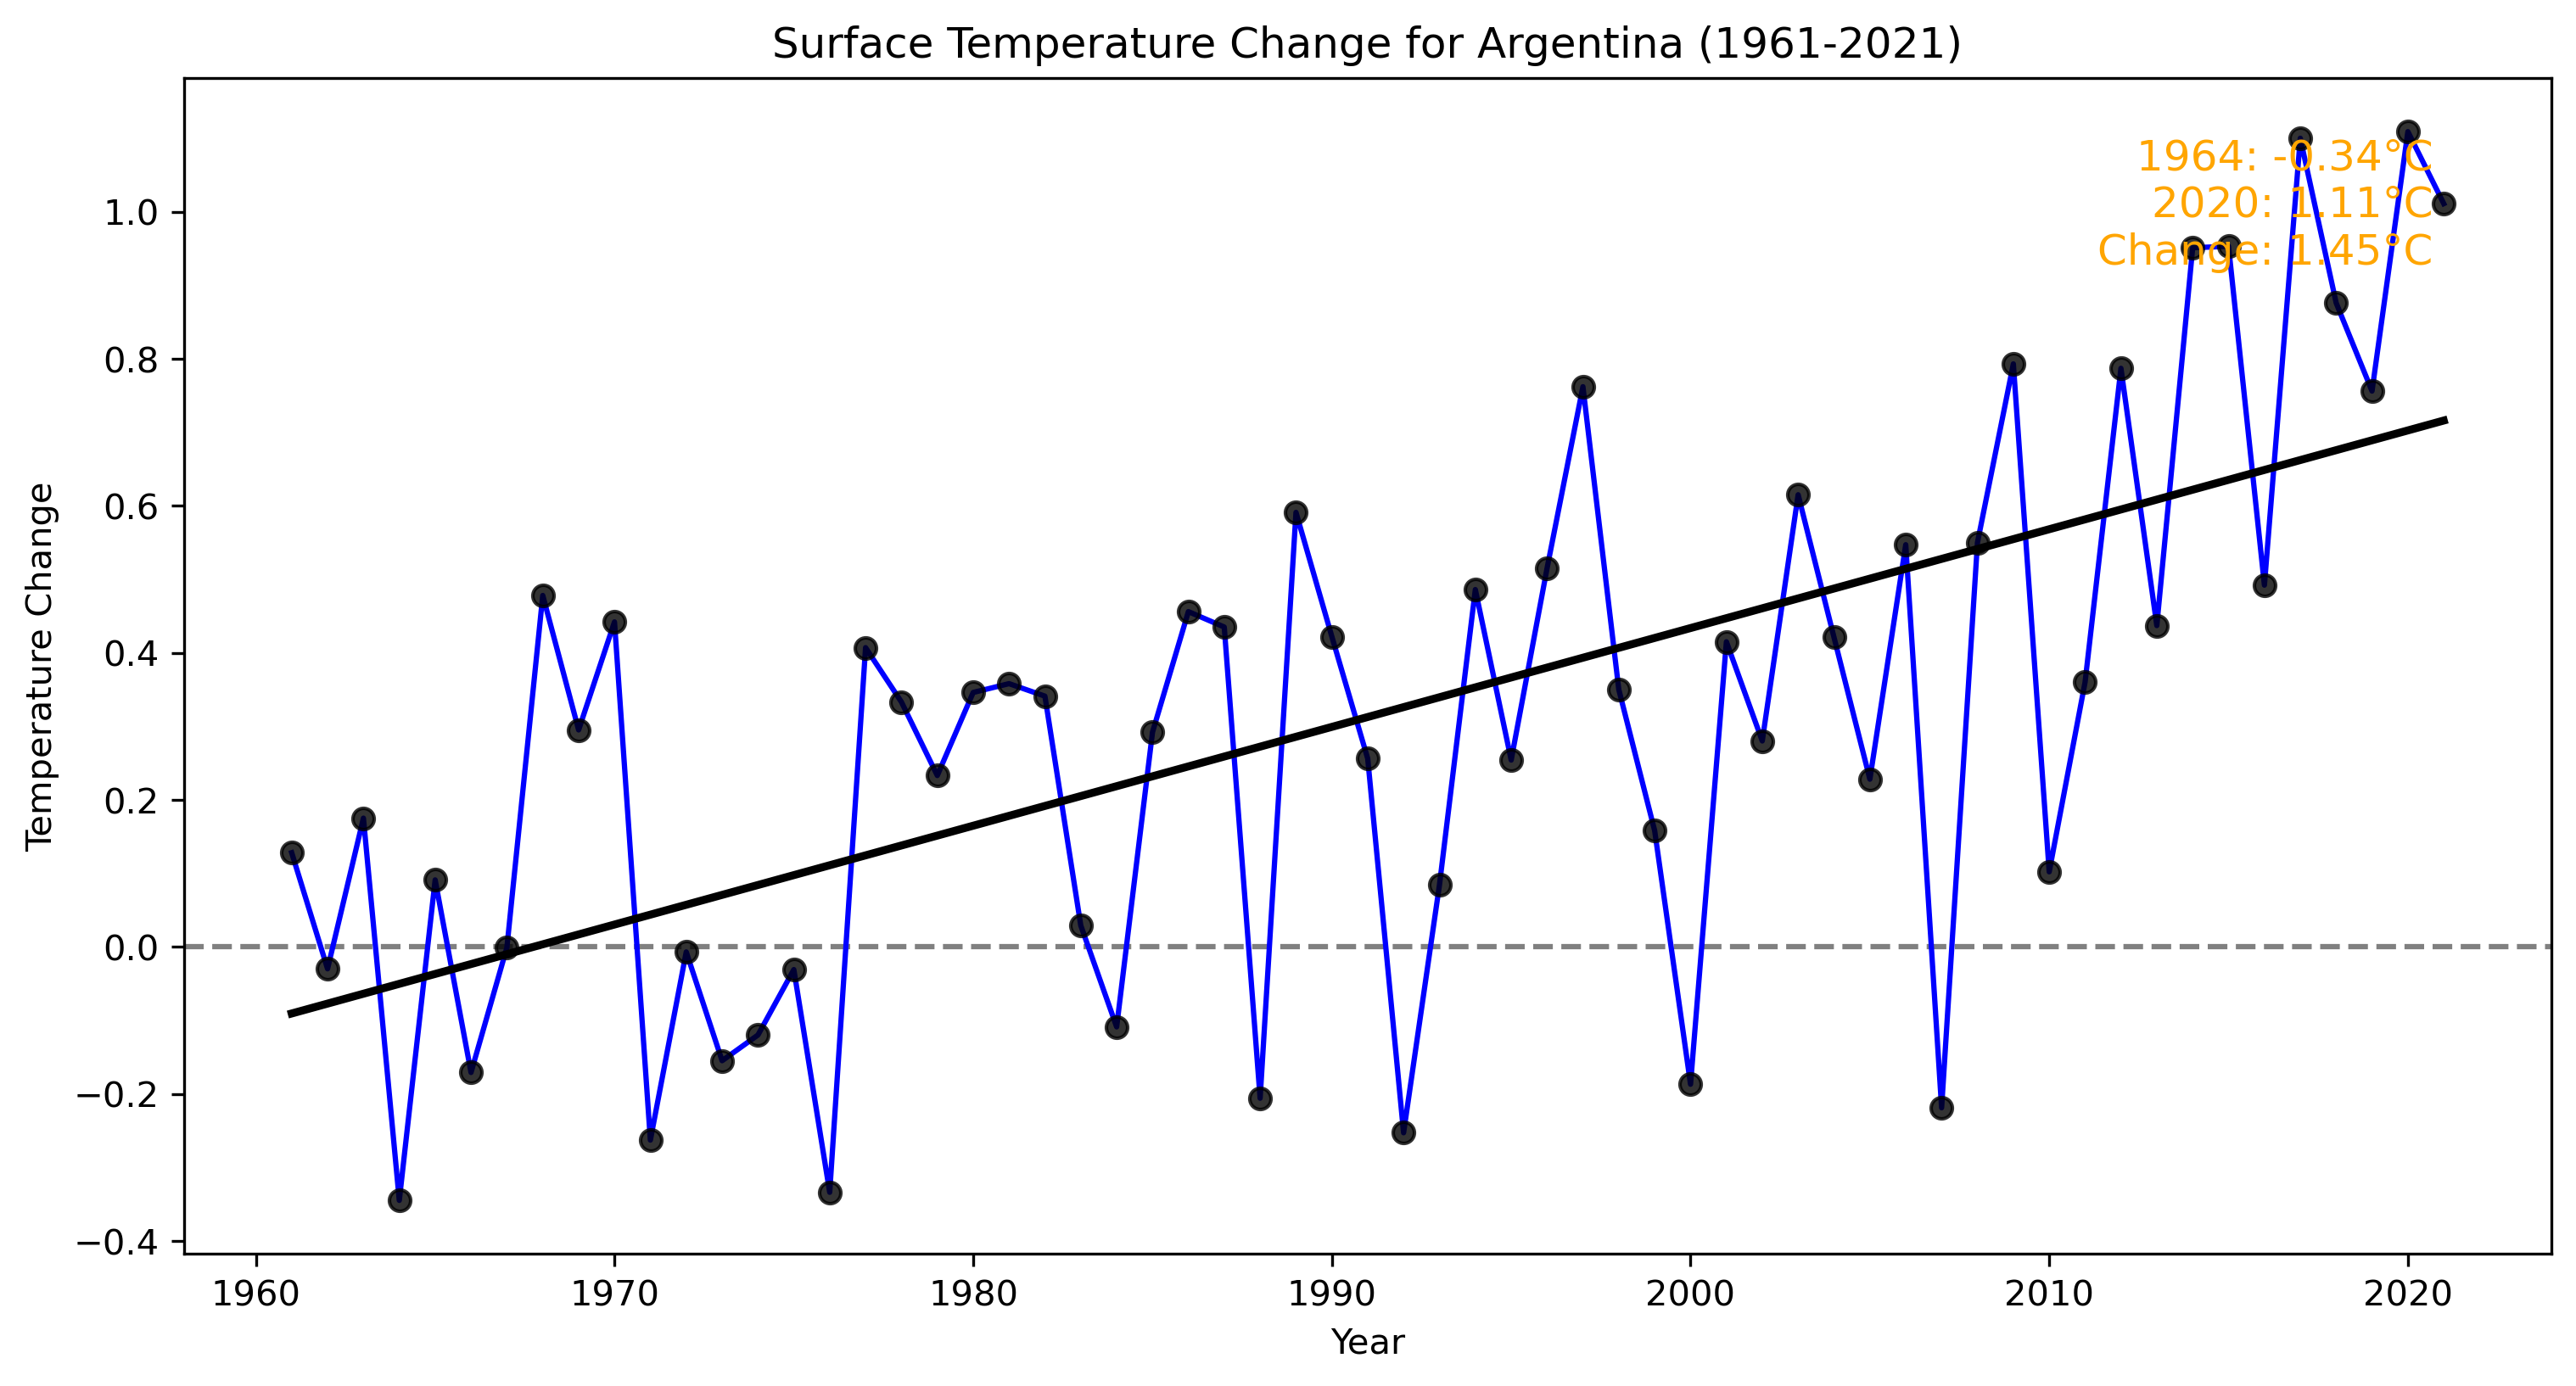 Surface Temperature Change for Argentina (1961-2021)
1964: -0.34°C
2020: 1.11°C
Change: 1.45°C
Temperature Change
1.0
0.8
0.6
0.4
0.2
0.0
−0.2
−0.4
1960 1970 1980 1990 2000 2010 2020
Year